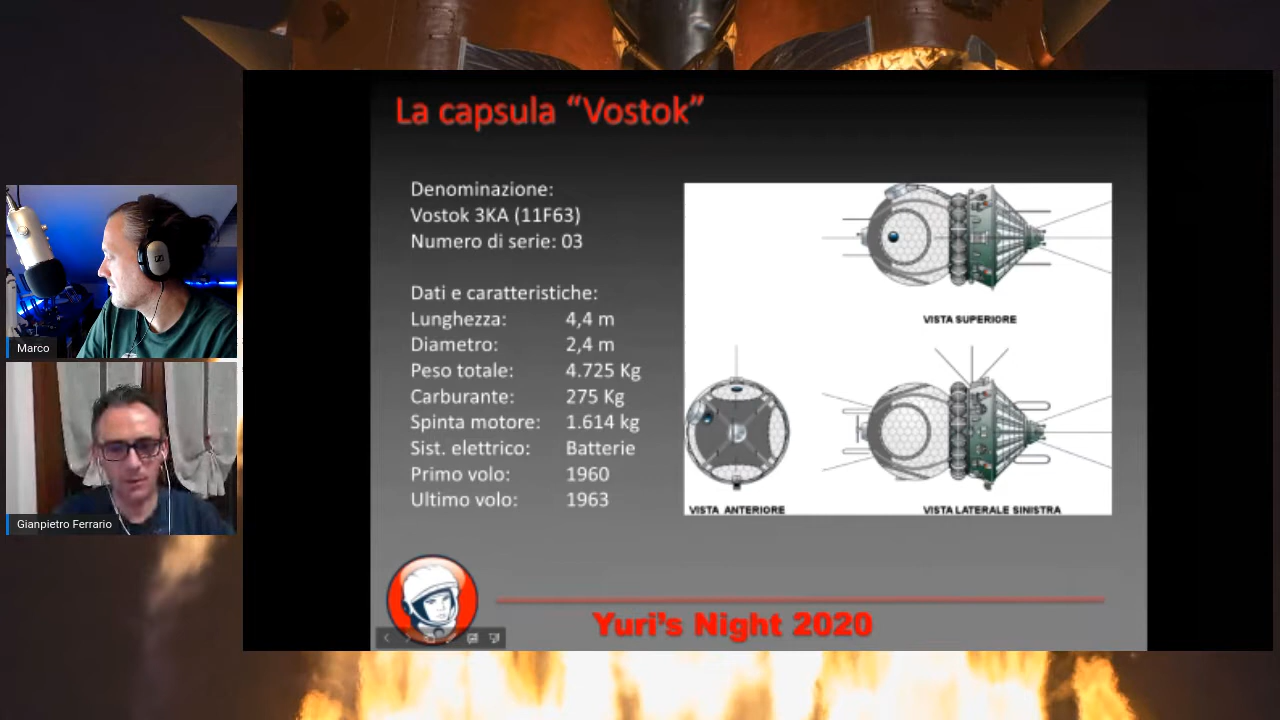 La capsula “Vostok”
Denominazione:
Vostok 3KA (11F63)
Numero di serie: 03
Dati e caratteristiche:
Lunghezza: 4,4 m
Diametro: 2,4 m
Peso totale: 4.725 Kg
Carburante: 275 Kg
Spinta motore: 1.614 kg
Sist. elettrico: Batterie
Primo volo: 1960
Ultimo volo: 1963
VISTA SUPERIORE
VISTA ANTERIORE
VISTA LATERALE SINISTRA
Yuri’s Night 2020
Marco
Gianpietro Ferrario